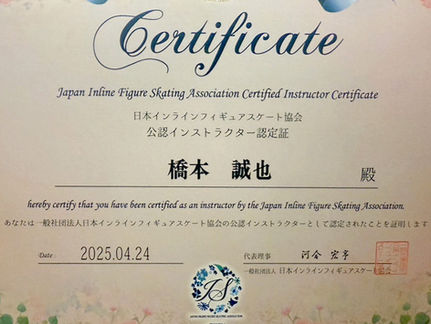 Certificate
Japan Inline Figure Skating Association Certified Instructor Certificate
日本インラインフィギュアスケート協会
公認インストラクター認定証
橋本 誠也 殿
hereby certify that you have been certified as an instructor by the Japan Inline Figure Skating Association.
あなたは一般社団法人日本インラインフィギュアスケート協会の公認インストラクターとして認定されたことを証明します
Date: 2025.04.24
代表理事 河合 宏享
一般社団法人 日本インラインフィギュアスケート協会